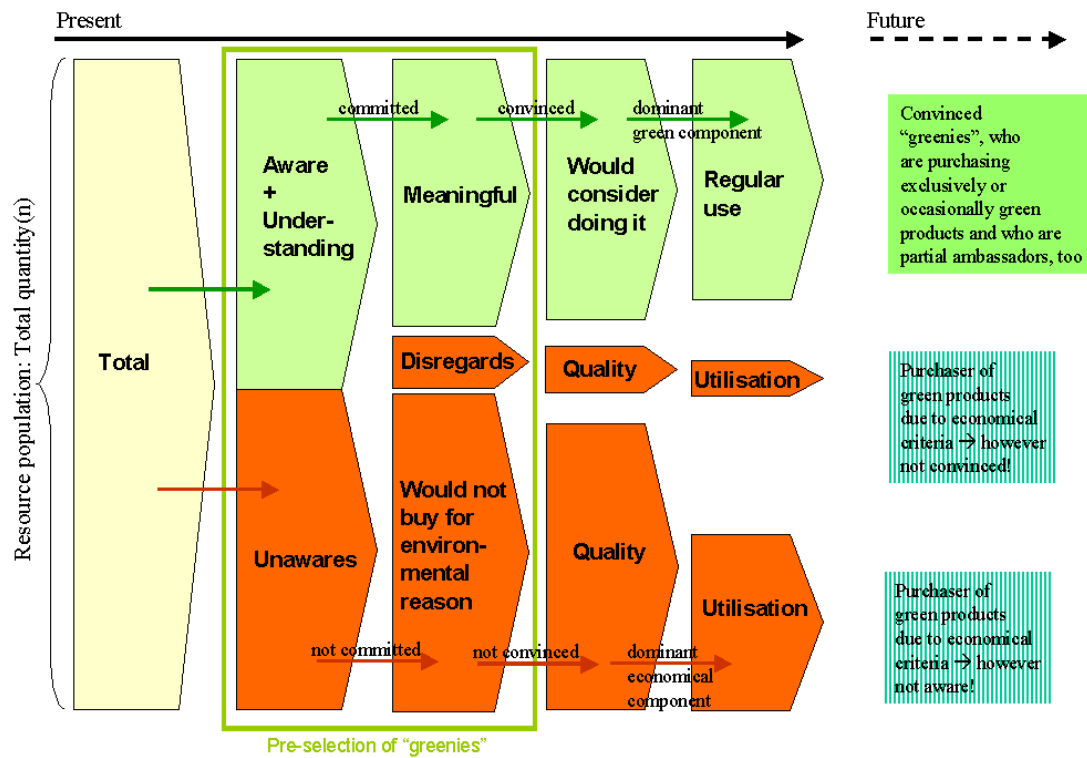 Present
Future
Resource population: Total quantity(n)
Total
committed
convinced
dominant
green component
Aware
+
Under-
standing
Meaningful
Would
consider
doing it
Regular
use
Convinced
“greenies”, who
are purchasing
exclusively or
occasionally green
products and who are
partial ambassadors, too
Disregards
Quality
Utilisation
Purchaser of
green products
due to economical
criteria → however
not convinced!
Unawares
Would not
buy for
environ-
mental
reason
Quality
Utilisation
not committed
not convinced
dominant
economical
component
Purchaser of
green products
due to economical
criteria → however
not aware!
Pre-selection of “greenies”